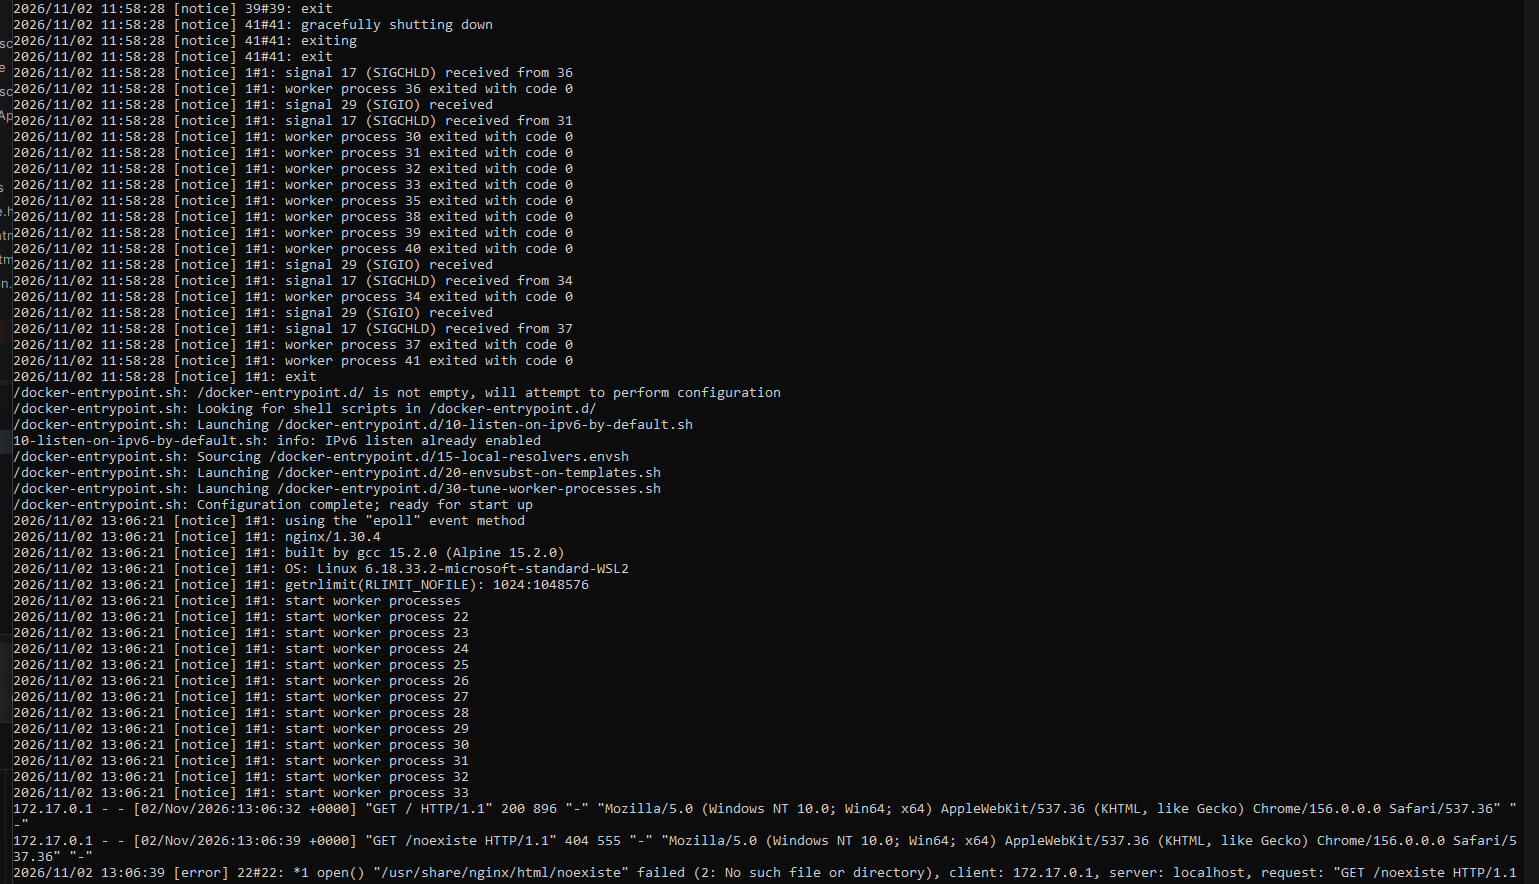 2026/11/02 11:58:28 [notice] 39#39: exit
2026/11/02 11:58:28 [notice] 41#41: gracefully shutting down
2026/11/02 11:58:28 [notice] 41#41: exiting
2026/11/02 11:58:28 [notice] 41#41: exit
2026/11/02 11:58:28 [notice] 1#1: signal 17 (SIGCHLD) received from 36
2026/11/02 11:58:28 [notice] 1#1: worker process 36 exited with code 0
2026/11/02 11:58:28 [notice] 1#1: signal 29 (SIGIO) received
2026/11/02 11:58:28 [notice] 1#1: signal 17 (SIGCHLD) received from 31
2026/11/02 11:58:28 [notice] 1#1: worker process 30 exited with code 0
2026/11/02 11:58:28 [notice] 1#1: worker process 31 exited with code 0
2026/11/02 11:58:28 [notice] 1#1: worker process 32 exited with code 0
2026/11/02 11:58:28 [notice] 1#1: worker process 33 exited with code 0
2026/11/02 11:58:28 [notice] 1#1: worker process 35 exited with code 0
2026/11/02 11:58:28 [notice] 1#1: worker process 38 exited with code 0
2026/11/02 11:58:28 [notice] 1#1: worker process 39 exited with code 0
2026/11/02 11:58:28 [notice] 1#1: worker process 40 exited with code 0
2026/11/02 11:58:28 [notice] 1#1: signal 29 (SIGIO) received
2026/11/02 11:58:28 [notice] 1#1: signal 17 (SIGCHLD) received from 34
2026/11/02 11:58:28 [notice] 1#1: worker process 34 exited with code 0
2026/11/02 11:58:28 [notice] 1#1: signal 29 (SIGIO) received
2026/11/02 11:58:28 [notice] 1#1: signal 17 (SIGCHLD) received from 37
2026/11/02 11:58:28 [notice] 1#1: worker process 37 exited with code 0
2026/11/02 11:58:28 [notice] 1#1: worker process 41 exited with code 0
2026/11/02 11:58:28 [notice] 1#1: exit
/docker-entrypoint.sh: /docker-entrypoint.d/ is not empty, will attempt to perform configuration
/docker-entrypoint.sh: Looking for shell scripts in /docker-entrypoint.d/
/docker-entrypoint.sh: Launching /docker-entrypoint.d/10-listen-on-ipv6-by-default.sh
10-listen-on-ipv6-by-default.sh: info: IPv6 listen already enabled
/docker-entrypoint.sh: Sourcing /docker-entrypoint.d/15-local-resolvers.envsh
/docker-entrypoint.sh: Launching /docker-entrypoint.d/20-envsubst-on-templates.sh
/docker-entrypoint.sh: Launching /docker-entrypoint.d/30-tune-worker-processes.sh
/docker-entrypoint.sh: Configuration complete; ready for start up
2026/11/02 13:06:21 [notice] 1#1: using the "epoll" event method
2026/11/02 13:06:21 [notice] 1#1: nginx/1.30.4
2026/11/02 13:06:21 [notice] 1#1: built by gcc 15.2.0 (Alpine 15.2.0)
2026/11/02 13:06:21 [notice] 1#1: OS: Linux 6.18.33.2-microsoft-standard-WSL2
2026/11/02 13:06:21 [notice] 1#1: getrlimit(RLIMIT_NOFILE): 1024:1048576
2026/11/02 13:06:21 [notice] 1#1: start worker processes
2026/11/02 13:06:21 [notice] 1#1: start worker process 22
2026/11/02 13:06:21 [notice] 1#1: start worker process 23
2026/11/02 13:06:21 [notice] 1#1: start worker process 24
2026/11/02 13:06:21 [notice] 1#1: start worker process 25
2026/11/02 13:06:21 [notice] 1#1: start worker process 26
2026/11/02 13:06:21 [notice] 1#1: start worker process 27
2026/11/02 13:06:21 [notice] 1#1: start worker process 28
2026/11/02 13:06:21 [notice] 1#1: start worker process 29
2026/11/02 13:06:21 [notice] 1#1: start worker process 30
2026/11/02 13:06:21 [notice] 1#1: start worker process 31
2026/11/02 13:06:21 [notice] 1#1: start worker process 32
2026/11/02 13:06:21 [notice] 1#1: start worker process 33
172.17.0.1 - - [02/Nov/2026:13:06:32 +0000] "GET / HTTP/1.1" 200 896 "-" "Mozilla/5.0 (Windows NT 10.0; Win64; x64) AppleWebKit/537.36 (KHTML, like Gecko) Chrome/156.0.0.0 Safari/537.36" "
-"
172.17.0.1 - - [02/Nov/2026:13:06:39 +0000] "GET /noexiste HTTP/1.1" 404 555 "-" "Mozilla/5.0 (Windows NT 10.0; Win64; x64) AppleWebKit/537.36 (KHTML, like Gecko) Chrome/156.0.0.0 Safari/5
37.36" "-"
2026/11/02 13:06:39 [error] 22#22: *1 open() "/usr/share/nginx/html/noexiste" failed (2: No such file or directory), client: 172.17.0.1, server: localhost, request: "GET /noexiste HTTP/1.1